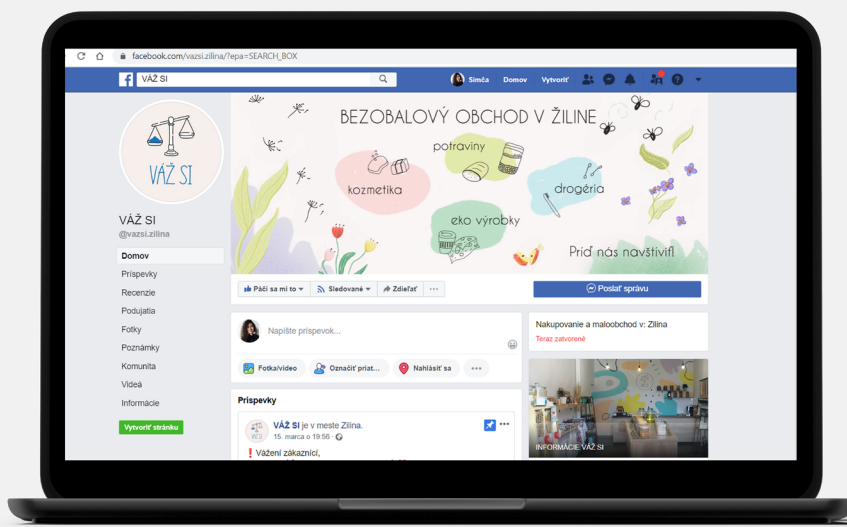 facebook.com/vazsi.zilina/?epa=SEARCH_BOX
VÁŽ SI
Simča Domov Vytvoriť
BEZOBALOVÝ OBCHOD V ŽILINE
potraviny
kozmetika
drogéria
eko výrobky
Príď nás navštíviť!
VÁŽ SI
VÁŽ SI
@vazsi.zilina
Domov
Príspevky
Recenzie
Podujatia
Fotky
Poznámky
Komunita
Videá
Informácie
Vytvoriť stránku
Páči sa mi to
Sledované
Zdieľať
Poslať správu
Napíšte príspevok...
Fotka/video
Označiť priat...
Nahlásiť sa
Príspevky
VÁŽ SI je v meste Žilina.
15. marca o 19:56
Vážení zákazníci,
Nakupovanie a maloobchod v: Žilina
Teraz zatvorené
INFORMÁCIE VÁŽ SI